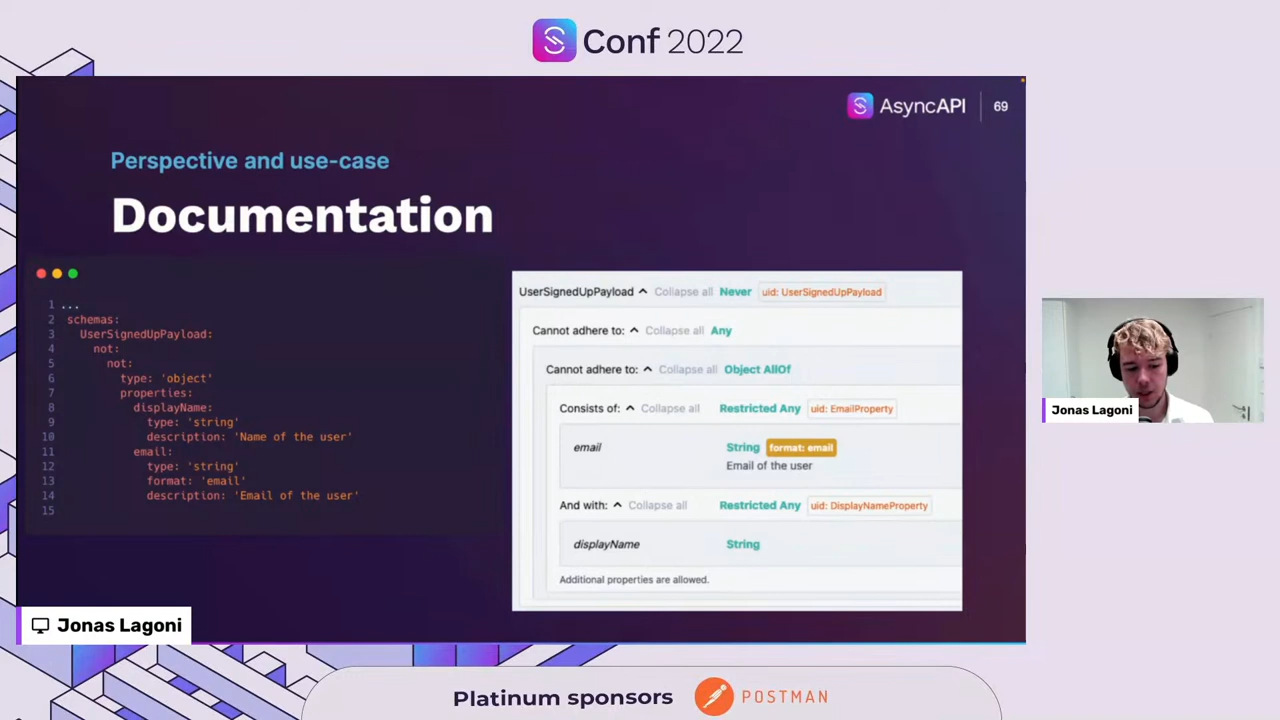 Conf 2022
AsyncAPI 69
Perspective and use-case
Documentation
1 ...
2 schemas:
3 UserSignedUpPayload:
4 not:
5 not:
6 type: 'object'
7 properties:
8 displayName:
9 type: 'string'
10 description: 'Name of the user'
11 email:
12 type: 'string'
13 format: 'email'
14 description: 'Email of the user'
15
UserSignedUpPayload Collapse all Never uid: UserSignedUpPayload
Cannot adhere to: Collapse all Any
Cannot adhere to: Collapse all Object AllOf
Consists of: Collapse all Restricted Any uid: EmailProperty
email String format: email
Email of the user
And with: Collapse all Restricted Any uid: DisplayNameProperty
displayName String
Additional properties are allowed.
Jonas Lagoni
Jonas Lagoni
Platinum sponsors POSTMAN